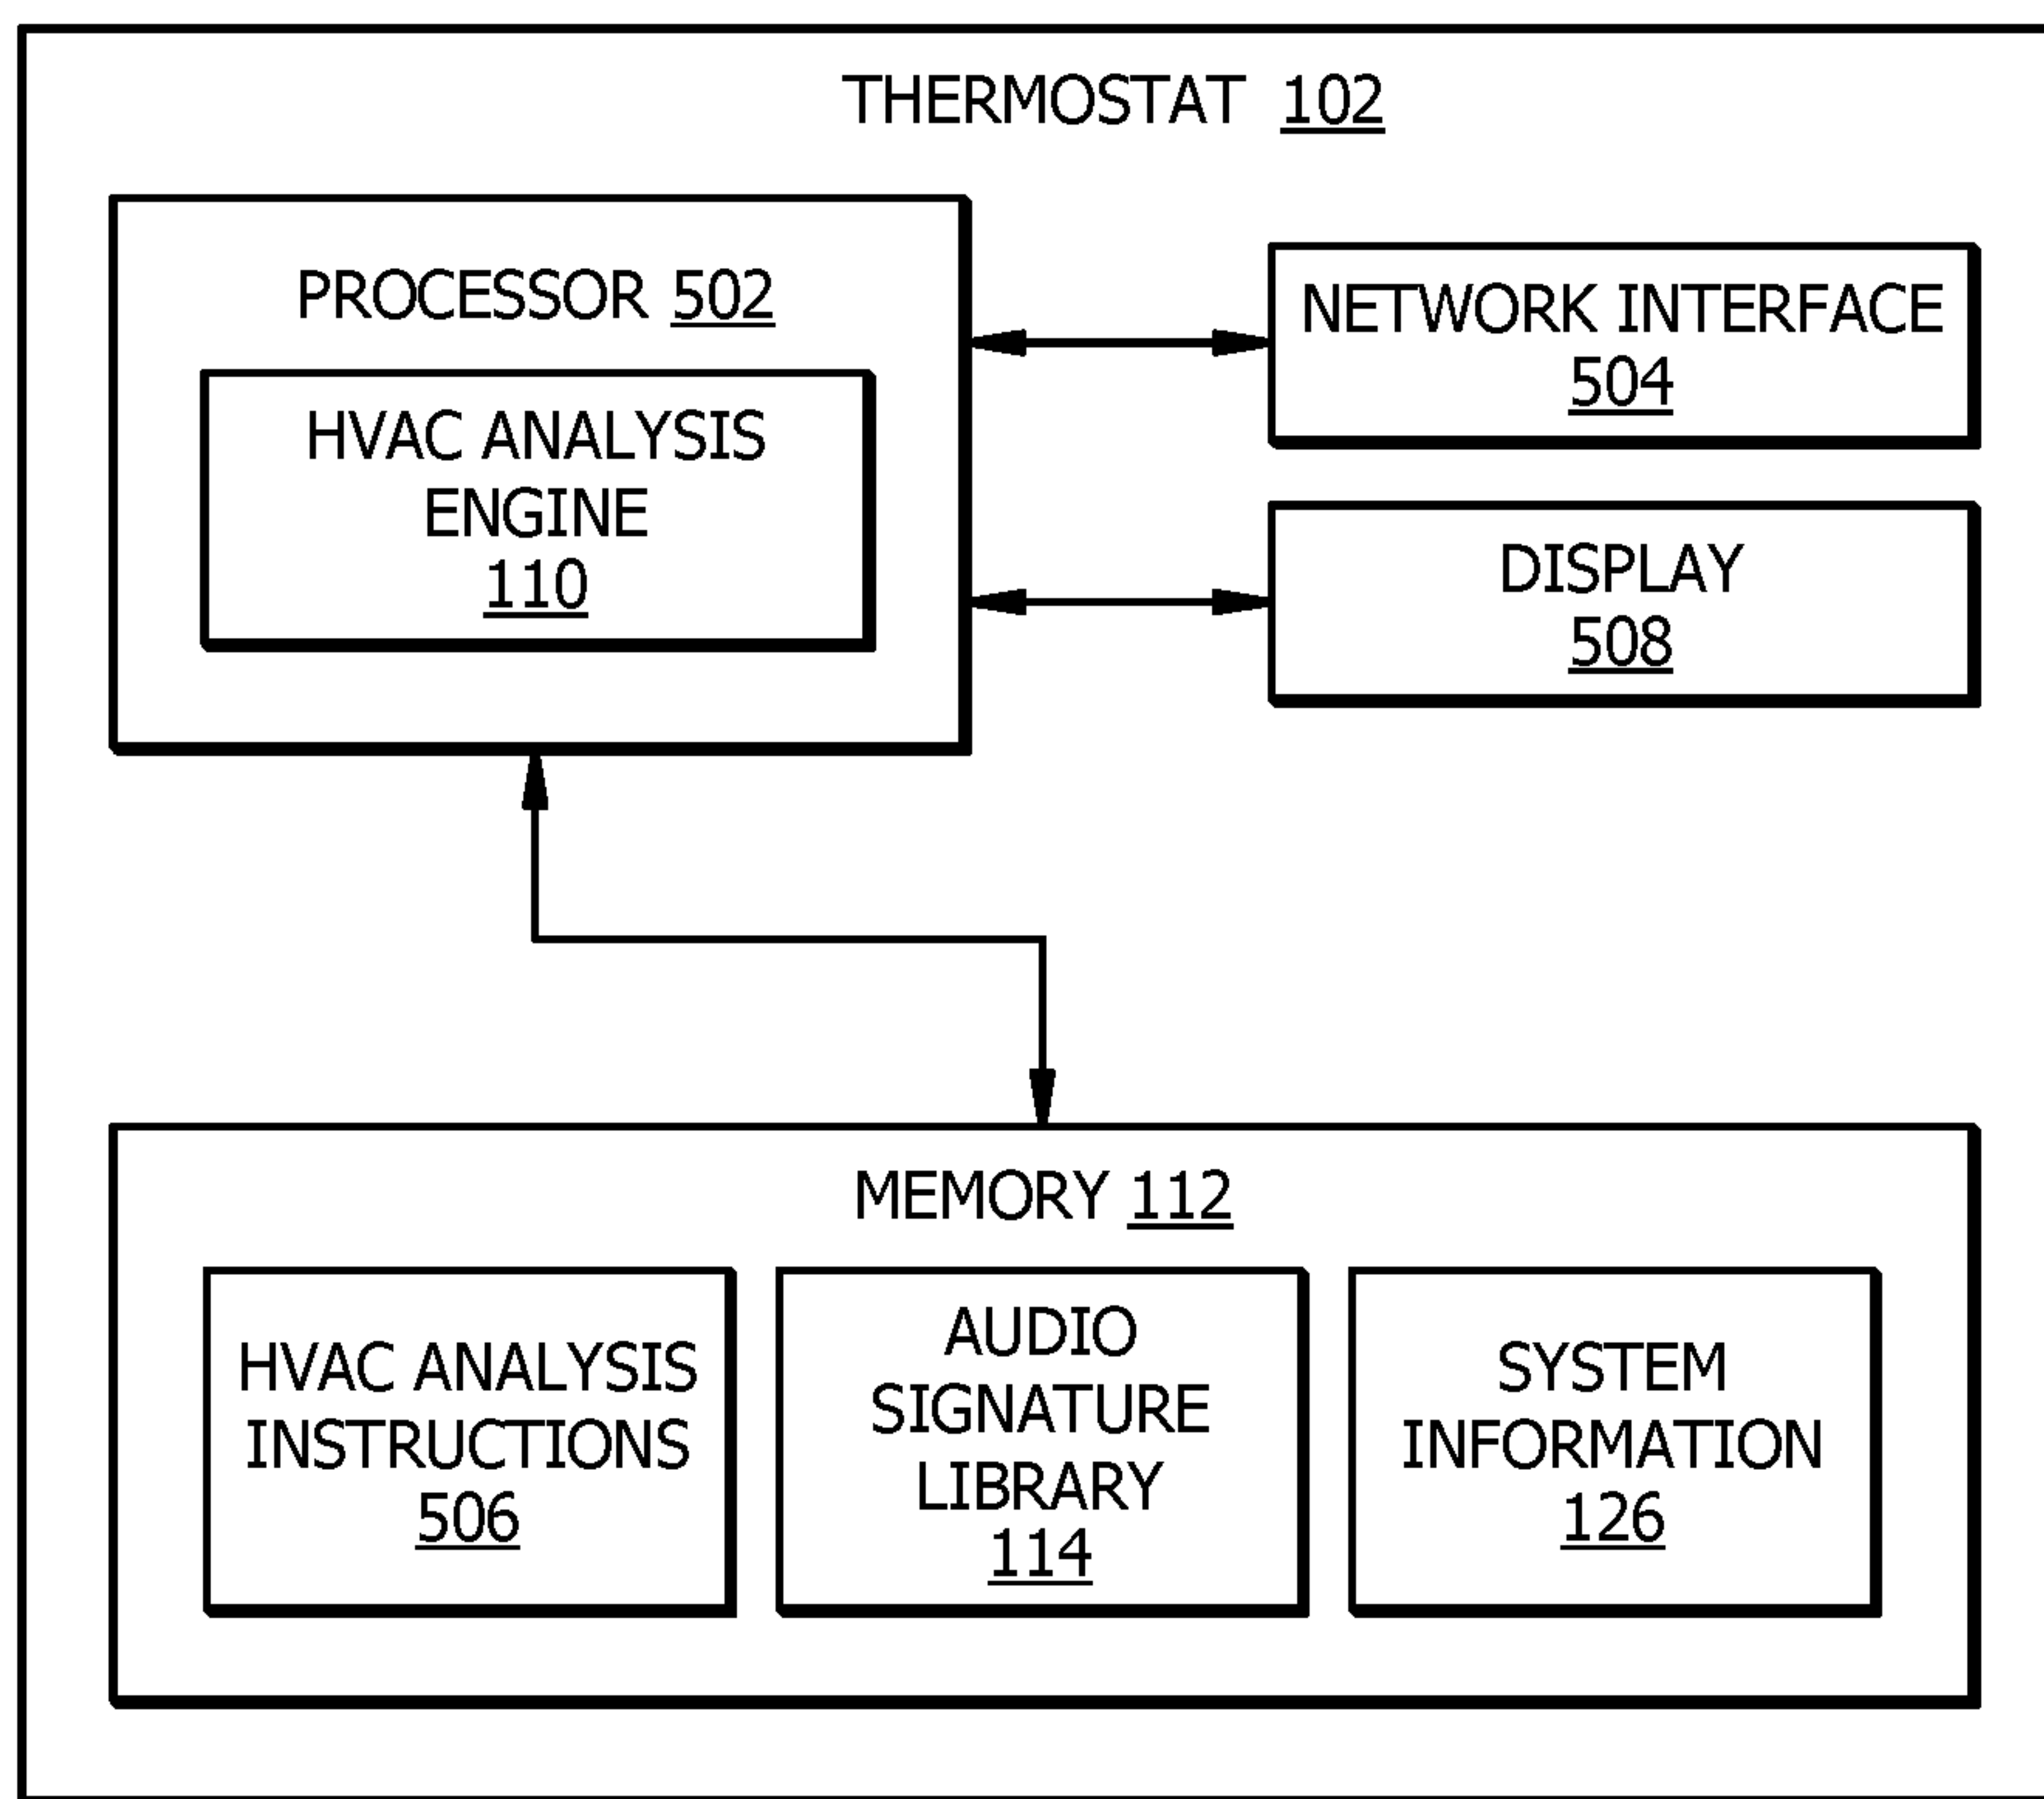 THERMOSTAT 102
PROCESSOR 502
HVAC ANALYSIS
ENGINE
110
NETWORK INTERFACE
504
DISPLAY
508
MEMORY 112
HVAC ANALYSIS
INSTRUCTIONS
506
AUDIO
SIGNATURE
LIBRARY
114
SYSTEM
INFORMATION
126